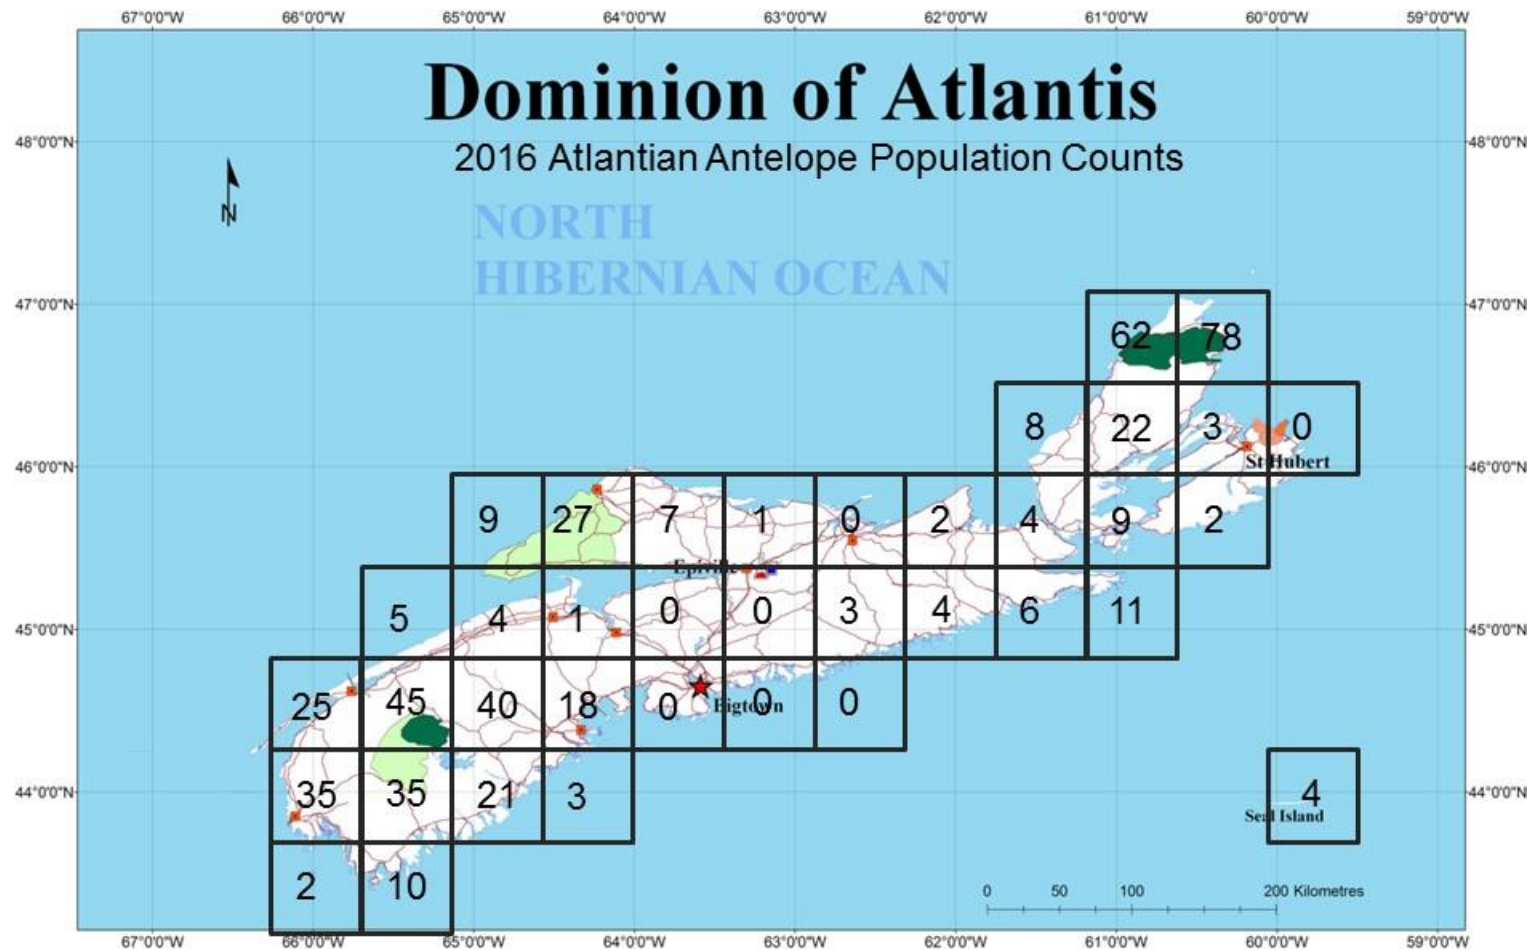 67°0'0"W 66°0'0"W 65°0'0"W 64°0'0"W 63°0'0"W 62°0'0"W 61°0'0"W 60°0'0"W 59°0'0"W
Dominion of Atlantis
48°0'0"N 48°0'0"N
2016 Atlantian Antelope Population Counts
N
NORTH
HIBERNIAN OCEAN
47°0'0"N 47°0'0"N
62 78
8 22 3 0
St Hubert
46°0'0"N 46°0'0"N
9 27 7 1 0 2 4 9 2
Epiville
5 4 1 0 0 3 4 6 11
45°0'0"N 45°0'0"N
25 45 40 18 0 0 0
Bigtown
44°0'0"N 44°0'0"N
35 35 21 3 4
Seal Island
2 10
0 50 100 200 Kilometres
67°0'0"W 66°0'0"W 65°0'0"W 64°0'0"W 63°0'0"W 62°0'0"W 61°0'0"W 60°0'0"W 59°0'0"W